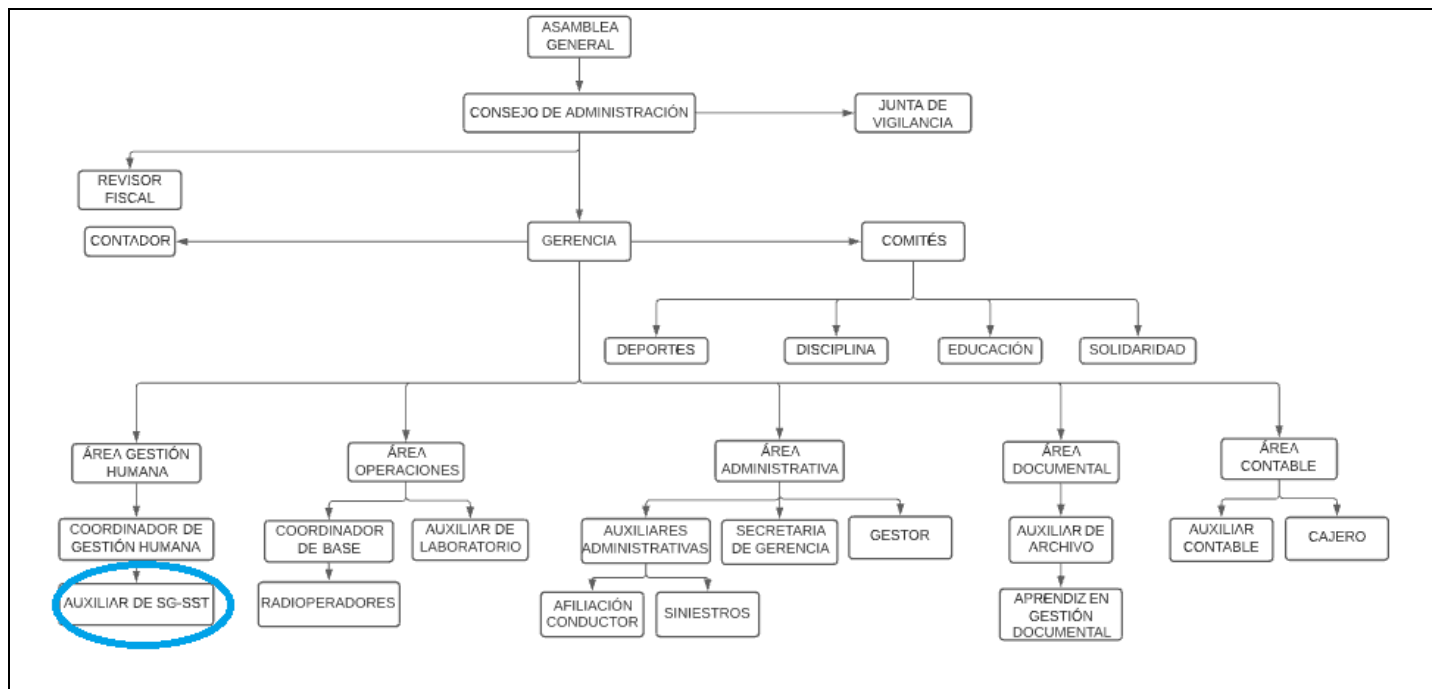 ASAMBLEA
GENERAL
CONSEJO DE ADMINISTRACIÓN
JUNTA DE
VIGILANCIA
REVISOR
FISCAL
CONTADOR
GERENCIA
COMITÉS
DEPORTES
DISCIPLINA
EDUCACIÓN
SOLIDARIDAD
ÁREA GESTIÓN
HUMANA
ÁREA
OPERACIONES
ÁREA
ADMINISTRATIVA
ÁREA
DOCUMENTAL
ÁREA
CONTABLE
COORDINADOR DE
GESTIÓN HUMANA
COORDINADOR
DE BASE
AUXILIAR DE
LABORATORIO
AUXILIARES
ADMINISTRATIVAS
SECRETARIA
DE GERENCIA
GESTOR
AUXILIAR DE
ARCHIVO
AUXILIAR
CONTABLE
CAJERO
AUXILIAR DE SG-SST
RADIOPERADORES
AFILIACIÓN
CONDUCTOR
SINIESTROS
APRENDIZ EN
GESTIÓN
DOCUMENTAL